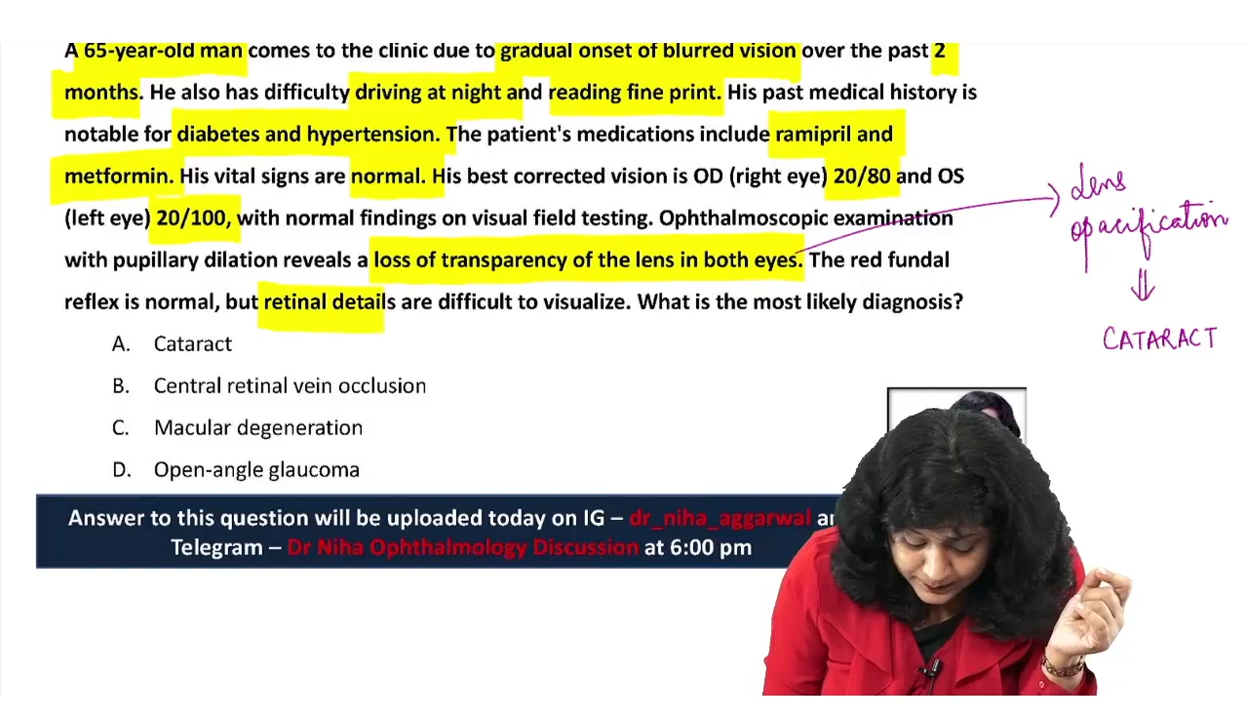 A 65-year-old man comes to the clinic due to gradual onset of blurred vision over the past 2
months. He also has difficulty driving at night and reading fine print. His past medical history is
notable for diabetes and hypertension. The patient's medications include ramipril and
metformin. His vital signs are normal. His best corrected vision is OD (right eye) 20/80 and OS
(left eye) 20/100, with normal findings on visual field testing. Ophthalmoscopic examination
with pupillary dilation reveals a loss of transparency of the lens in both eyes. The red fundal
reflex is normal, but retinal details are difficult to visualize. What is the most likely diagnosis?
A. Cataract
B. Central retinal vein occlusion
C. Macular degeneration
D. Open-angle glaucoma
Answer to this question will be uploaded today on IG – dr_niha_aggarwal
Telegram – Dr Niha Ophthalmology Discussion at 6:00 pm
Lens
opacification
⇓
CATARACT